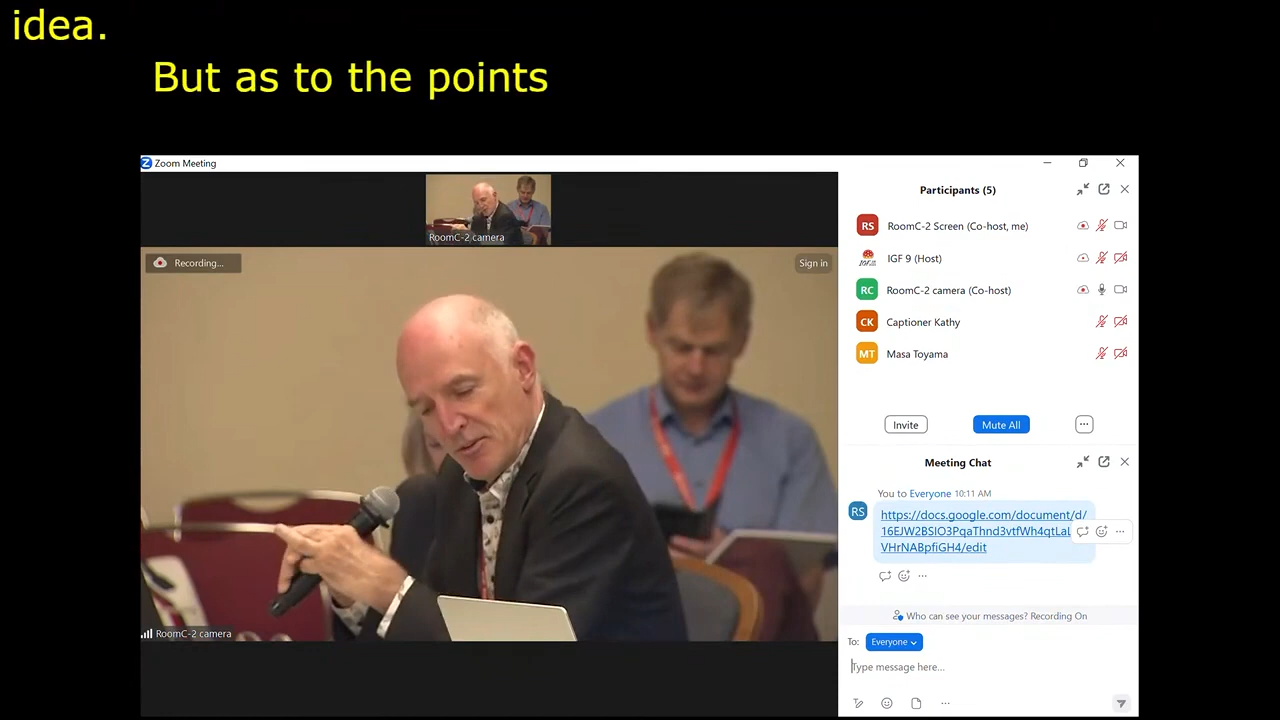 idea.
But as to the points
Zoom Meeting
RoomC-2 camera
Recording...
Sign in
RoomC-2 camera
Participants (5)
RS RoomC-2 Screen (Co-host, me)
IGF 9 (Host)
RC RoomC-2 camera (Co-host)
CK Captioner Kathy
MT Masa Toyama
Invite
Mute All
Meeting Chat
You to Everyone 10:11 AM
RS
https://docs.google.com/document/d/
VHrNABpfiGH4/edit
Who can see your messages? Recording On
To: Everyone
Type message here...